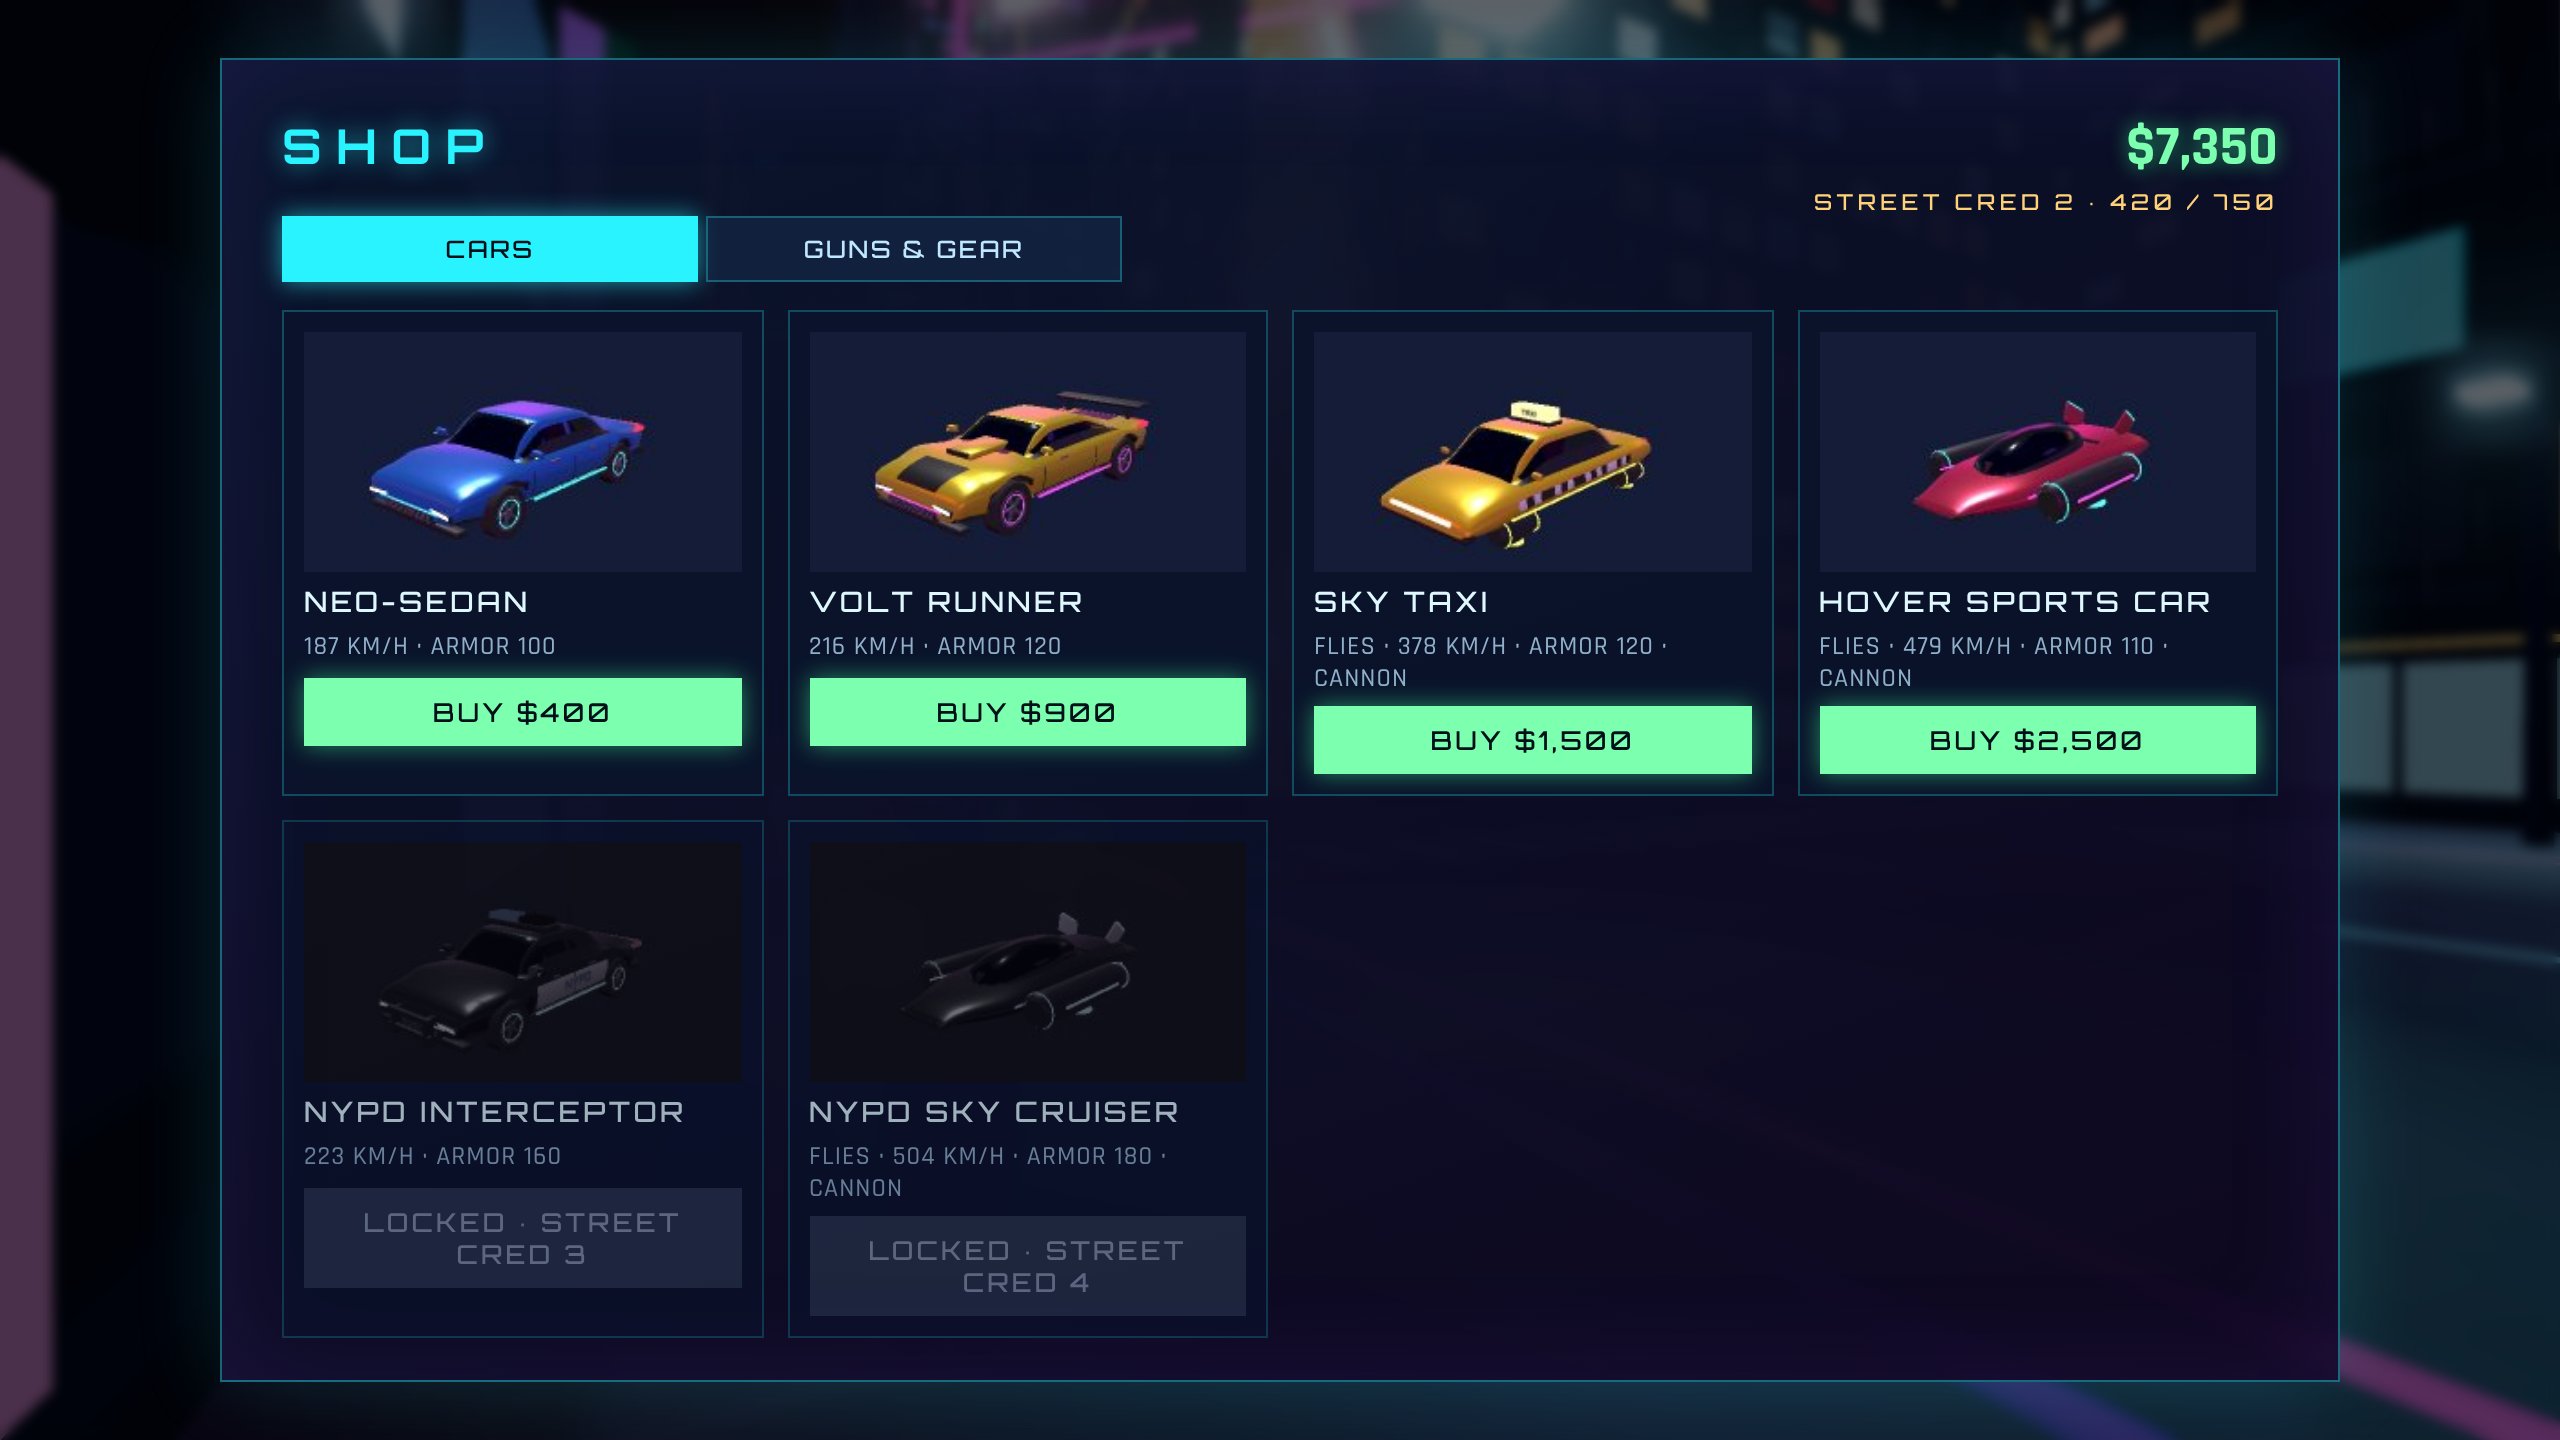 SHOP
$7,350
STREET CRED 2 · 420 / 750
CARS
GUNS & GEAR
TAXI
NEO-SEDAN
187 KM/H · ARMOR 100
BUY $400
VOLT RUNNER
216 KM/H · ARMOR 120
BUY $900
SKY TAXI
FLIES · 378 KM/H · ARMOR 120 ·
CANNON
BUY $1,500
HOVER SPORTS CAR
FLIES · 479 KM/H · ARMOR 110 ·
CANNON
BUY $2,500
NYPD
NYPD INTERCEPTOR
223 KM/H · ARMOR 160
LOCKED · STREET
CRED 3
NYPD SKY CRUISER
FLIES · 504 KM/H · ARMOR 180 ·
CANNON
LOCKED · STREET
CRED 4